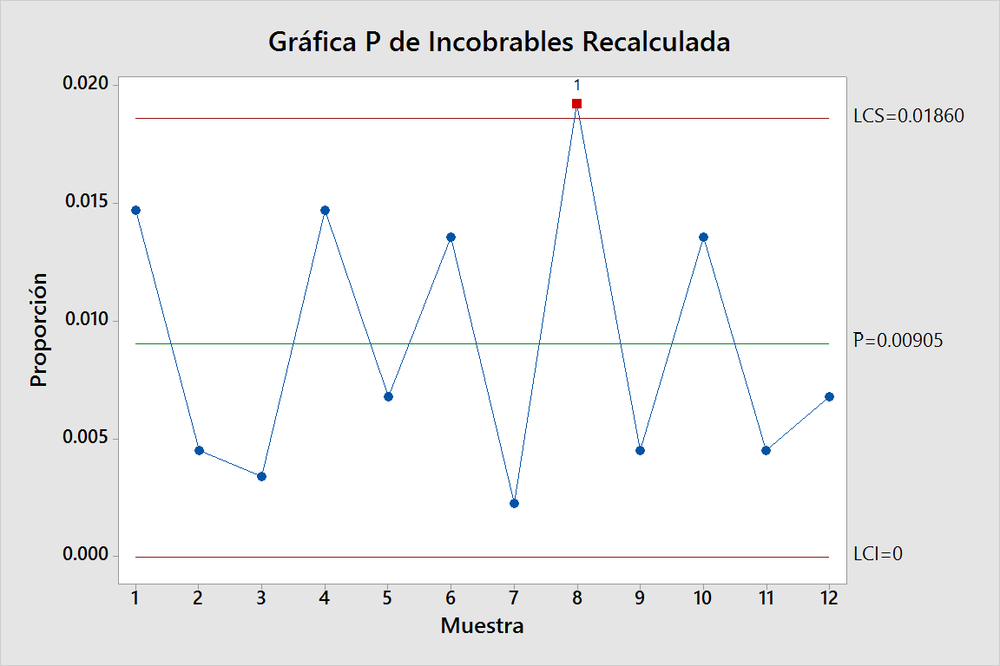 Gráfica P de Incobrables Recalculada
0.020
0.015
0.010
0.005
0.000
Proporción
1
LCS=0.01860
P̅=0.00905
LCI=0
1 2 3 4 5 6 7 8 9 10 11 12
Muestra